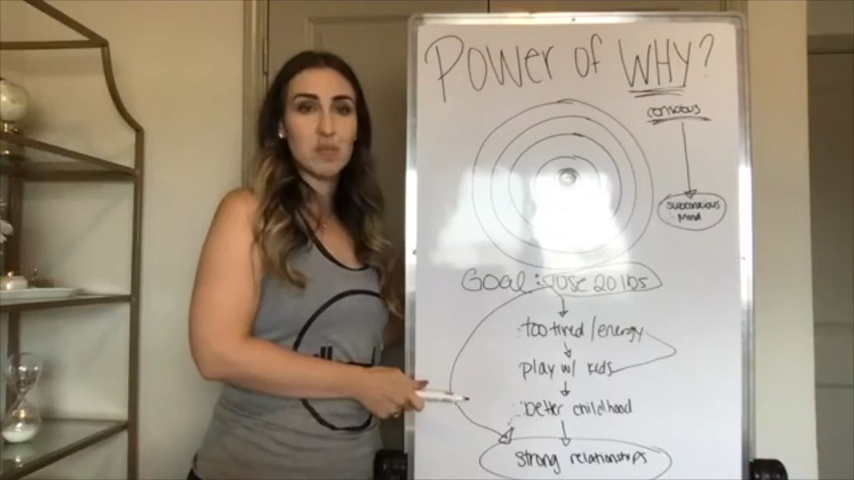 POWER OF WHY?
conscious
subconscious
Mind
GOAL: lose 20 lbs
too tired / energy
play w/ kids
better childhood
strong relationships